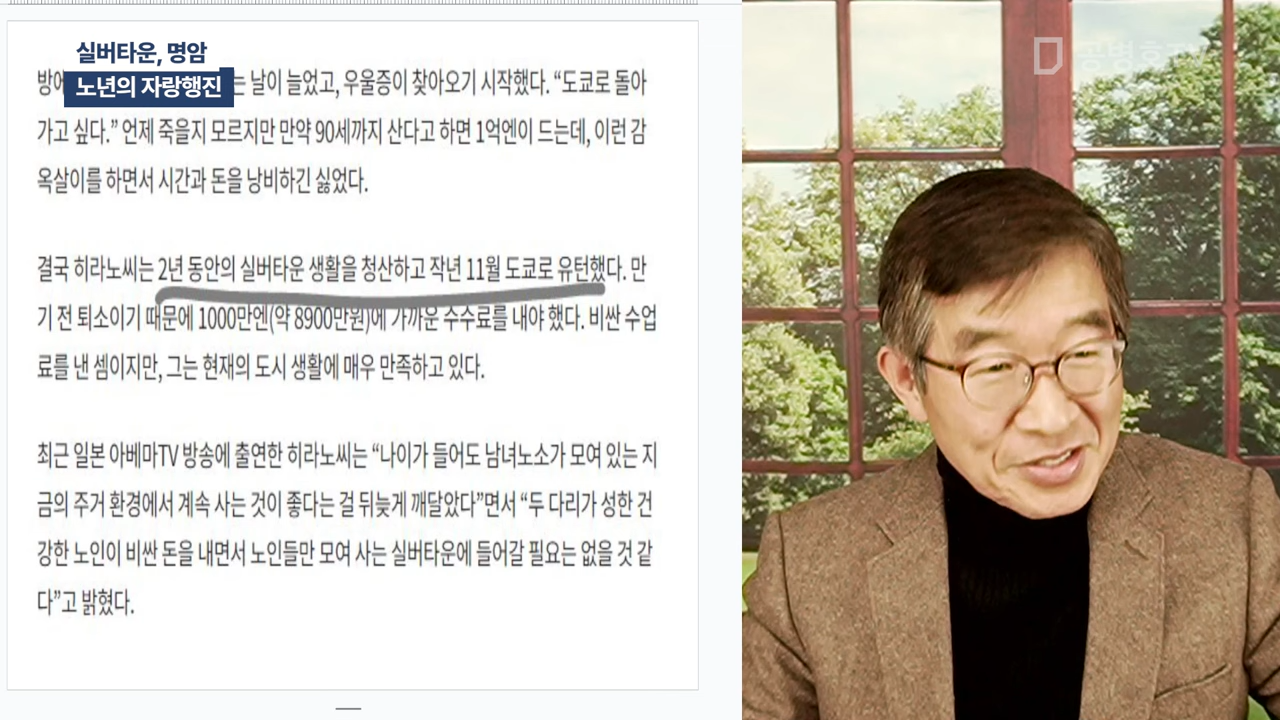 실버타운, 명암
노년의 자랑행진
는 날이 늘었고, 우울증이 찾아오기 시작했다. “도쿄로 돌아
가고 싶다.” 언제 죽을지 모르지만 만약 90세까지 산다고 하면 1억엔이 드는데, 이런 감
옥살이를 하면서 시간과 돈을 낭비하긴 싫었다.
결국 히라노씨는 2년 동안의 실버타운 생활을 청산하고 작년 11월 도쿄로 유턴했다. 만
기 전 퇴소이기 때문에 1000만엔(약 8900만원)에 가까운 수수료를 내야 했다. 비싼 수업
료를 낸 셈이지만, 그는 현재의 도시 생활에 매우 만족하고 있다.
최근 일본 아베마TV 방송에 출연한 히라노씨는 “나이가 들어도 남녀노소가 모여 있는 지
금의 주거 환경에서 계속 사는 것이 좋다는 걸 뒤늦게 깨달았다”면서 “두 다리가 성한 건
강한 노인이 비싼 돈을 내면서 노인들만 모여 사는 실버타운에 들어갈 필요는 없을 것 같
다”고 밝혔다.